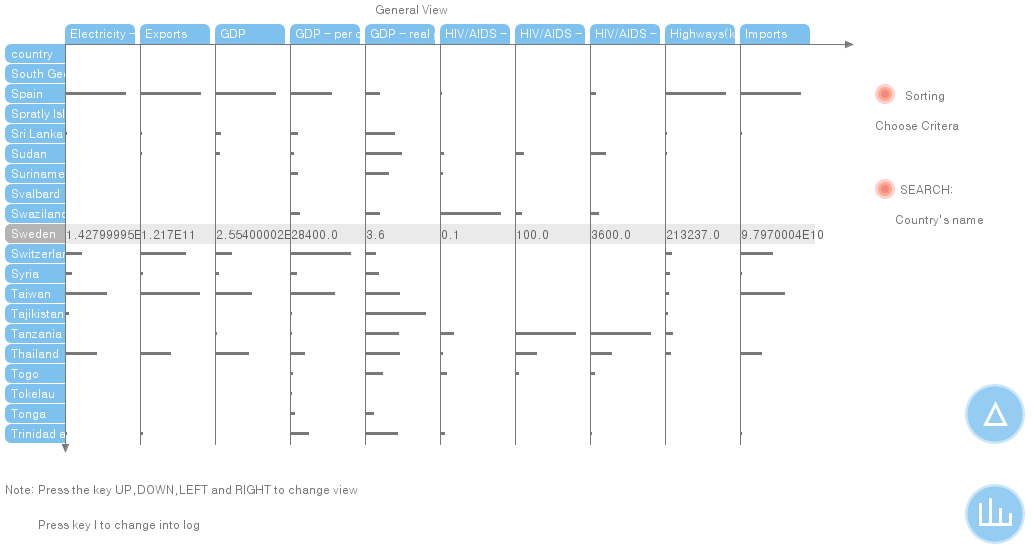 General View
Electricity – Exports GDP GDP – per c GDP – real HIV/AIDS – HIV/AIDS – HIV/AIDS – Highways(k Imports
country
South Geo
Spain
Spratly Isl
Sri Lanka
Sudan
Suriname
Svalbard
Swaziland
Sweden 1.42799995E 1.217E11 2.55400002E 28400.0 3.6 0.1 100.0 3600.0 213237.0 9.7970004E10
Switzerlan
Syria
Taiwan
Tajikistan
Tanzania
Thailand
Togo
Tokelau
Tonga
Trinidad a
Sorting
Choose Critera
SEARCH:
Country's name
Note: Press the key UP,DOWN,LEFT and RIGHT to change view
Press key l to change into log